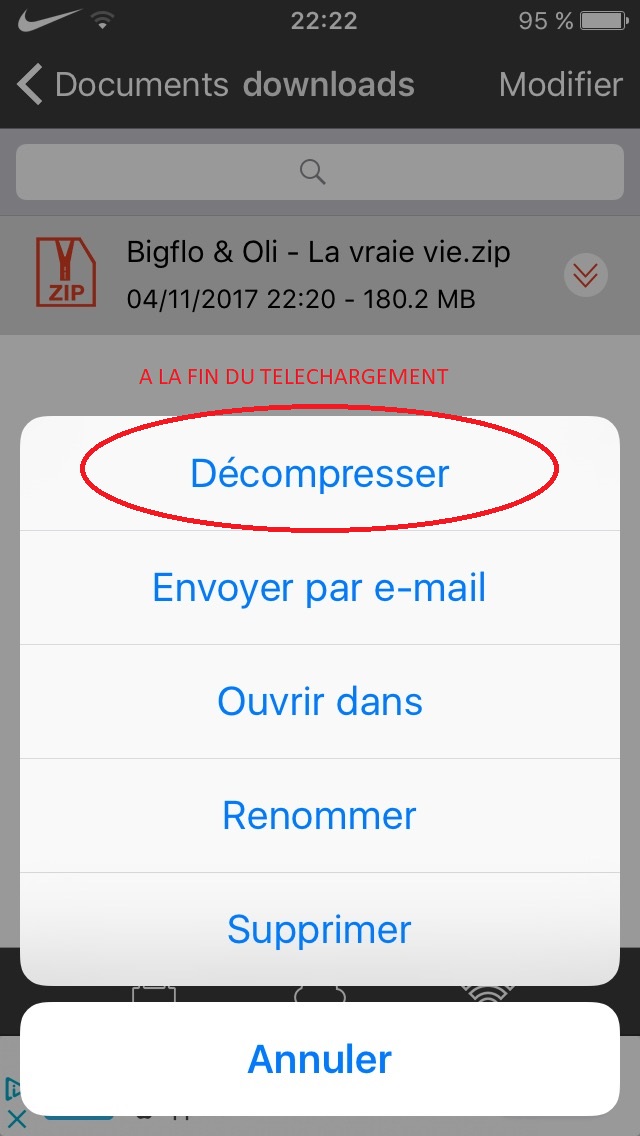 22:22
95 %
Documents downloads Modifier
Bigflo & Oli - La vraie vie.zip
ZIP
04/11/2017 22:20 - 180.2 MB
A LA FIN DU TELECHARGEMENT
Décompresser
Envoyer par e-mail
Ouvrir dans
Renommer
Supprimer
Annuler